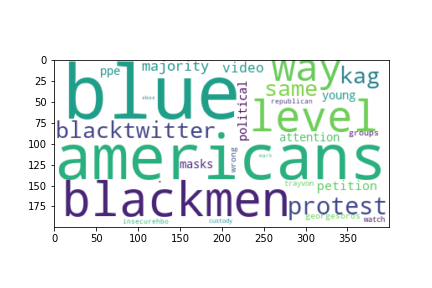 0
25
50
75
100
125
150
175
blue way
ppe majority video kag
same young
xbox republican
political level
blacktwitter attention groups
americans
masks wrong mark
trayvon petition
blackmen protest
georgesoros watch
insecurehbo custody
0 50 100 150 200 250 300 350